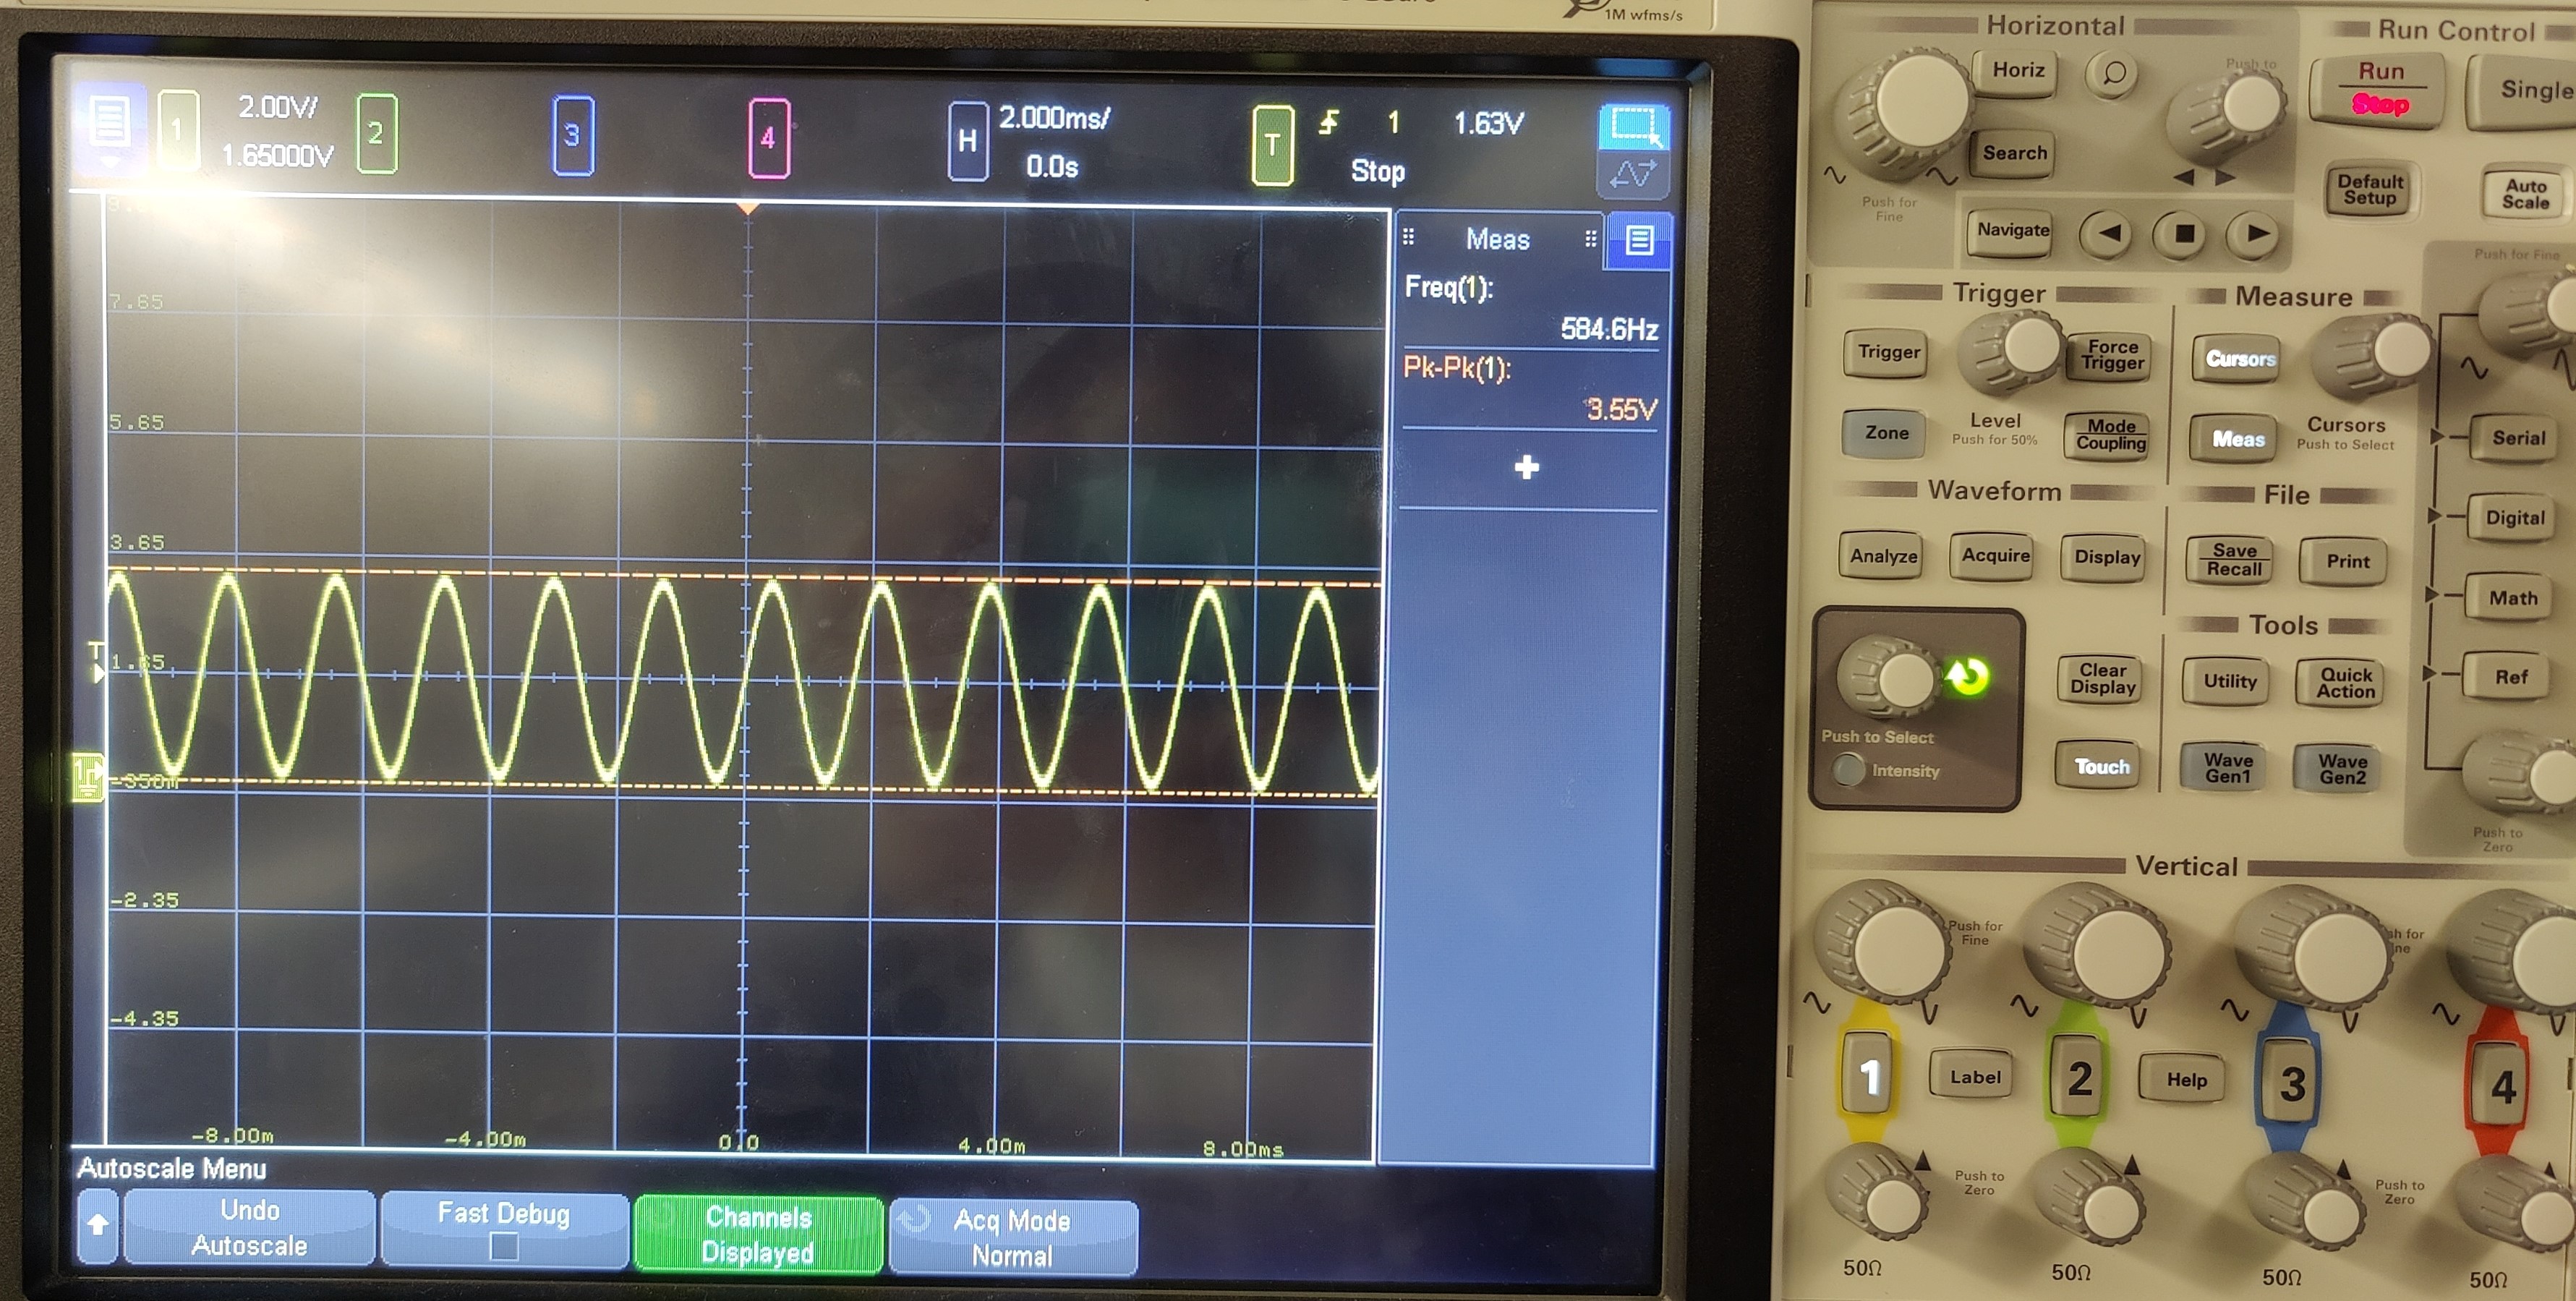 1M wfms/s
1
2.00V/
1.65000V
2
3
4
H
2.000ms/
0.0s
T
1
1.63V
Stop
7.65
5.65
3.65
1.65
-350m
-2.35
-4.35
T
-8.00m
-4.00m
0.0
4.00m
8.00ms
Meas
Freq(1):
584.6Hz
Pk-Pk(1):
3.55V
Autoscale Menu
Undo
Autoscale
Fast Debug
Channels
Displayed
Acq Mode
Normal
Horizontal
Horiz
Search
Push for
Fine
Push to
Navigate
Run Control
Run
Stop
Single
Default
Setup
Auto
Scale
Push for Fine
Trigger
Trigger
Force
Trigger
Zone
Level
Push for 50%
Mode
Coupling
Measure
Cursors
Meas
Cursors
Push to Select
Waveform
Analyze
Acquire
Display
File
Save
Recall
Print
Push to Select
Intensity
Clear
Display
Touch
Tools
Utility
Quick
Action
Wave
Gen1
Wave
Gen2
Serial
Digital
Math
Ref
Push to
Zero
Vertical
Push for
Fine
1
Label
2
Help
3
4
Push to
Zero
Push to
Zero
50Ω
50Ω
50Ω
50Ω